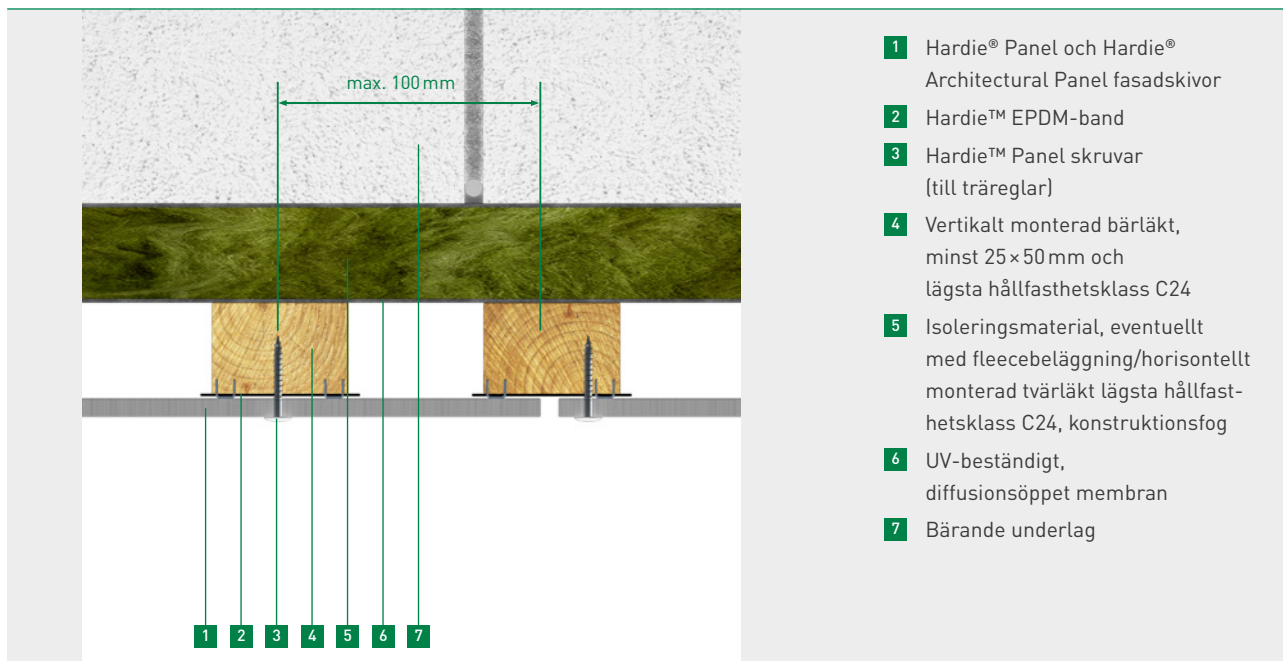 max. 100 mm
1 2 3 4 5 6 7
1 Hardie® Panel och Hardie®
Architectural Panel fasadskivor
2 Hardie™ EPDM-band
3 Hardie™ Panel skruvar
(till träreglar)
4 Vertikalt monterad bärläkt,
minst 25 × 50 mm och
lägsta hållfasthetsklass C24
5 Isoleringsmaterial, eventuellt
med fleecebeläggning/horisontellt
monterad tvärläkt lägsta hållfast-
hetsklass C24, konstruktionsfog
6 UV-beständigt,
diffusionsöppet membran
7 Bärande underlag